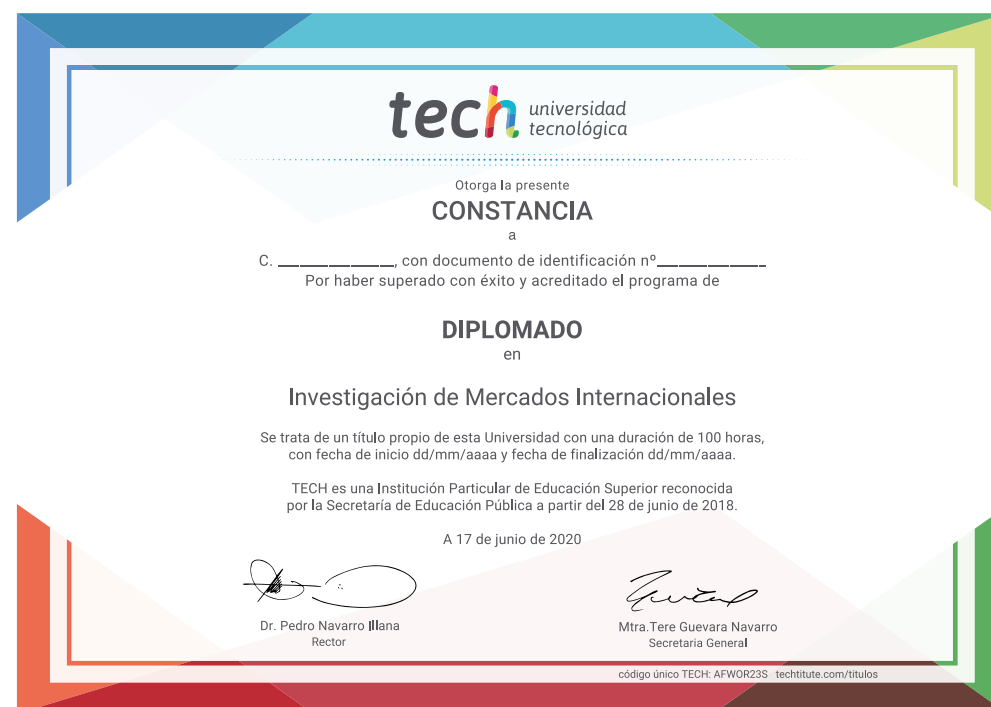 tech universidad
tecnológica
Otorga la presente
CONSTANCIA
a
C. ____________, con documento de identificación nº____________
Por haber superado con éxito y acreditado el programa de
DIPLOMADO
en
Investigación de Mercados Internacionales
Se trata de un título propio de esta Universidad con una duración de 100 horas,
con fecha de inicio dd/mm/aaaa y fecha de finalización dd/mm/aaaa.
TECH es una Institución Particular de Educación Superior reconocida
por la Secretaría de Educación Pública a partir del 28 de junio de 2018.
A 17 de junio de 2020
Dr. Pedro Navarro Illana
Rector
Mtra.Tere Guevara Navarro
Secretaria General
código único TECH: AFWOR23S techtitute.com/titulos